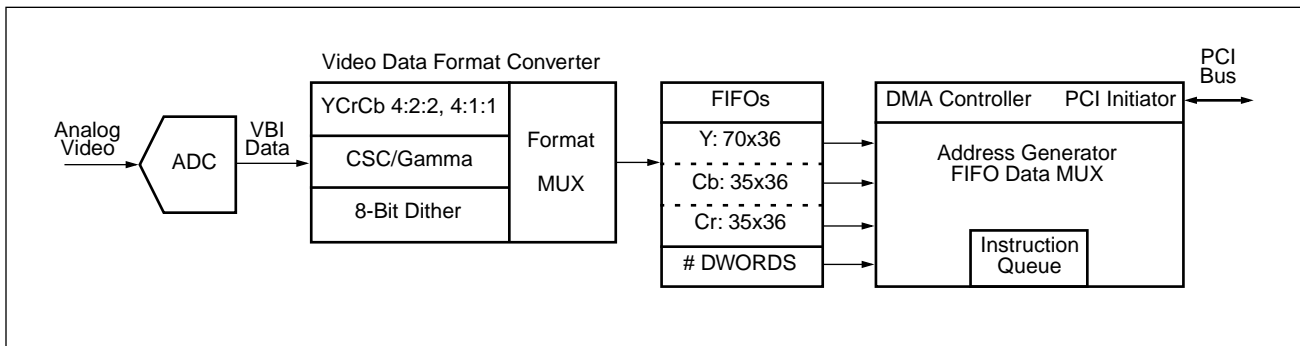 Analog
Video
ADC
VBI
Data
Video Data Format Converter
YCrCb 4:2:2, 4:1:1
CSC/Gamma
8-Bit Dither
Format
MUX
FIFOs
Y: 70x36
Cb: 35x36
Cr: 35x36
# DWORDS
DMA Controller PCI Initiator
Address Generator
FIFO Data MUX
Instruction
Queue
PCI
Bus